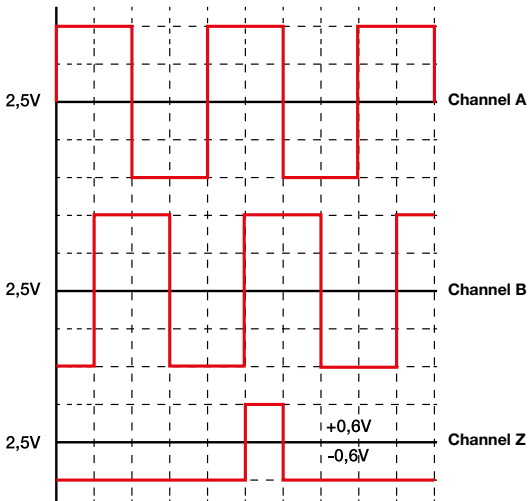 2,5V
Channel A
2,5V
Channel B
2,5V
+0,6V
-0,6V
Channel Z